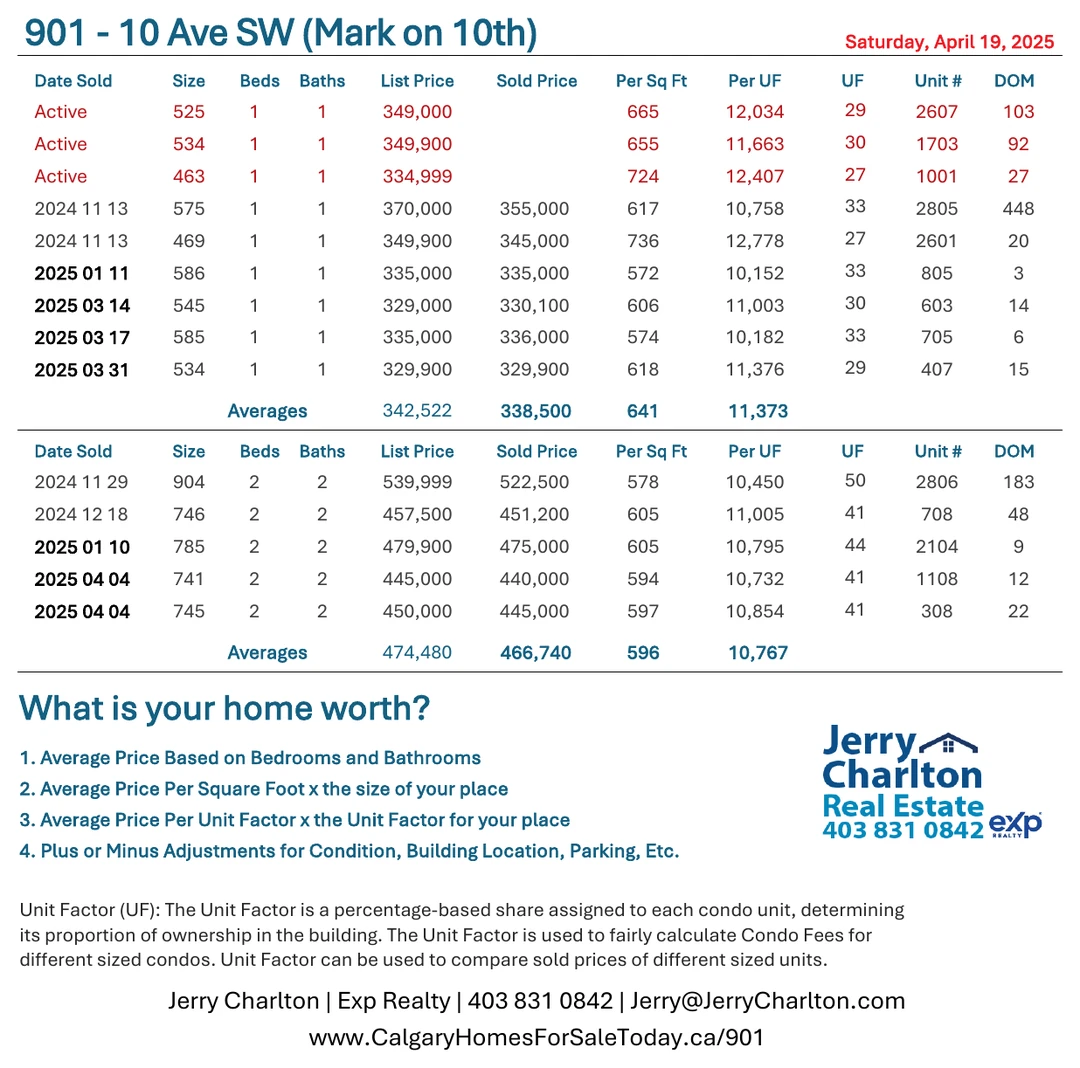 901 - 10 Ave SW (Mark on 10th)
Saturday, April 19, 2025
Date Sold Size Beds Baths List Price Sold Price Per Sq Ft Per UF UF Unit # DOM
Active 525 1 1 349,000 665 12,034 29 2607 103
Active 534 1 1 349,900 655 11,663 30 1703 92
Active 463 1 1 334,999 724 12,407 27 1001 27
2024 11 13 575 1 1 370,000 355,000 617 10,758 33 2805 448
2024 11 13 469 1 1 349,900 345,000 736 12,778 27 2601 20
2025 01 11 586 1 1 335,000 335,000 572 10,152 33 805 3
2025 03 14 545 1 1 329,000 330,100 606 11,003 30 603 14
2025 03 17 585 1 1 335,000 336,000 574 10,182 33 705 6
2025 03 31 534 1 1 329,900 329,900 618 11,376 29 407 15
Averages 342,522 338,500 641 11,373
Date Sold Size Beds Baths List Price Sold Price Per Sq Ft Per UF UF Unit # DOM
2024 11 29 904 2 2 539,999 522,500 578 10,450 50 2806 183
2024 12 18 746 2 2 457,500 451,200 605 11,005 41 708 48
2025 01 10 785 2 2 479,900 475,000 605 10,795 44 2104 9
2025 04 04 741 2 2 445,000 440,000 594 10,732 41 1108 12
2025 04 04 745 2 2 450,000 445,000 597 10,854 41 308 22
Averages 474,480 466,740 596 10,767
What is your home worth?
1. Average Price Based on Bedrooms and Bathrooms
2. Average Price Per Square Foot x the size of your place
3. Average Price Per Unit Factor x the Unit Factor for your place
4. Plus or Minus Adjustments for Condition, Building Location, Parking, Etc.
Jerry
Charlton
Real Estate
403 831 0842
exp
REALTY
Unit Factor (UF): The Unit Factor is a percentage-based share assigned to each condo unit, determining
its proportion of ownership in the building. The Unit Factor is used to fairly calculate Condo Fees for
different sized condos. Unit Factor can be used to compare sold prices of different sized units.
Jerry Charlton | Exp Realty | 403 831 0842 | Jerry@JerryCharlton.com
www.CalgaryHomesForSaleToday.ca/901